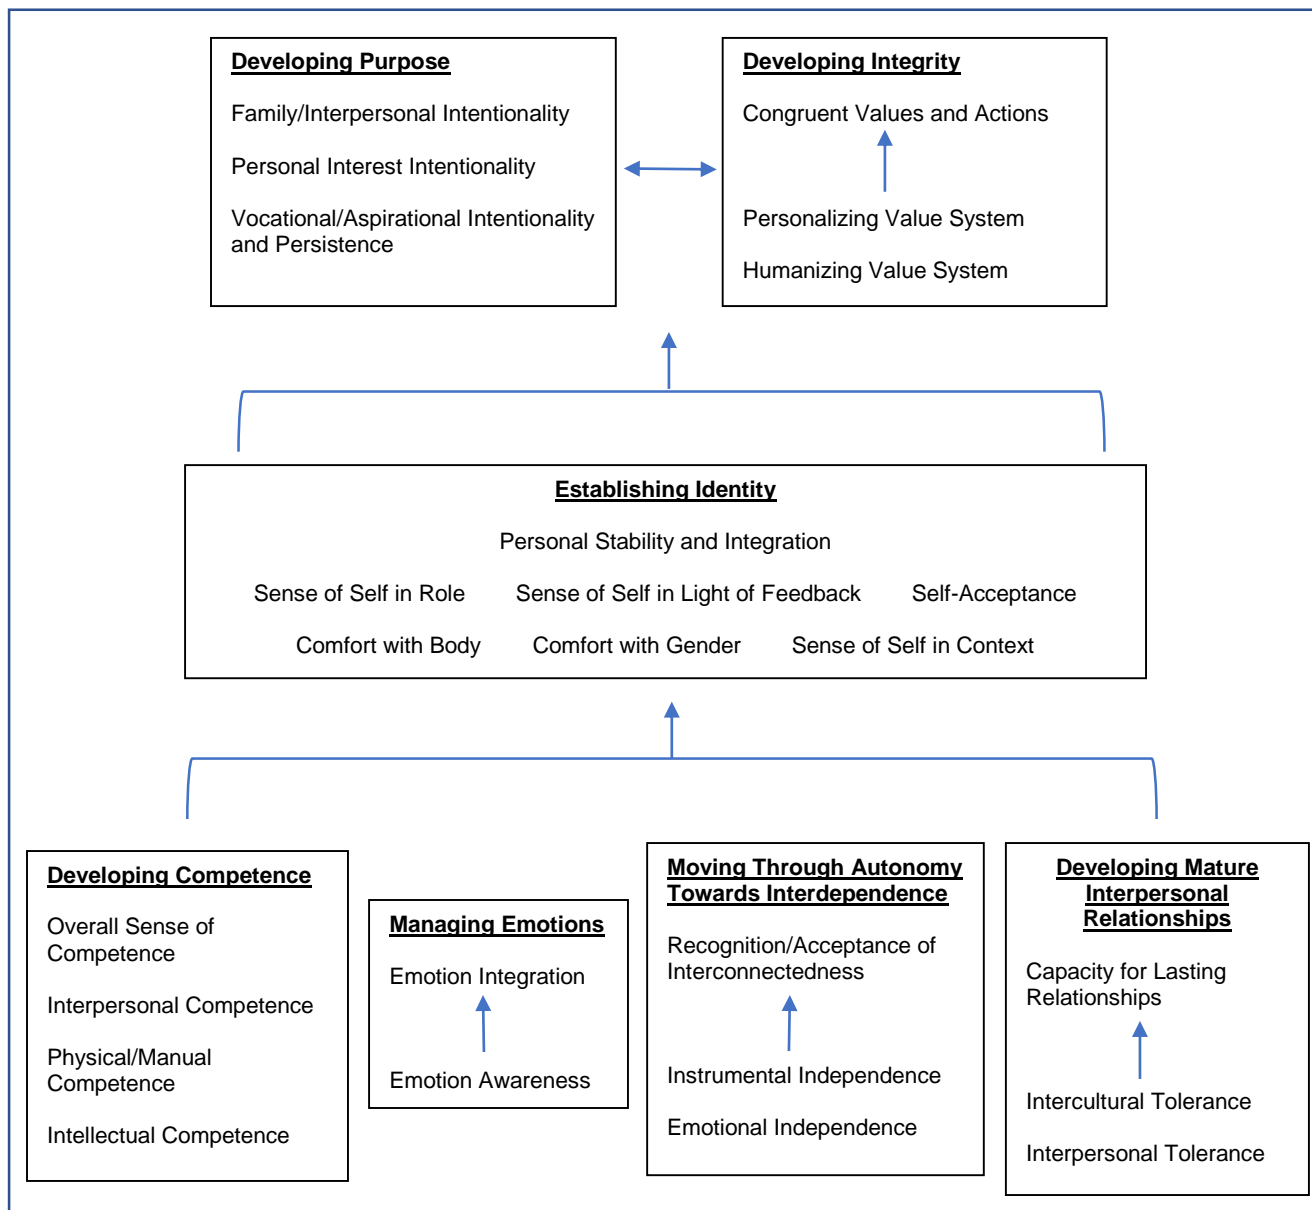 Developing Purpose
Family/Interpersonal Intentionality
Personal Interest Intentionality
Vocational/Aspirational Intentionality
and Persistence
Developing Integrity
Congruent Values and Actions
Personalizing Value System
Humanizing Value System
Establishing Identity
Personal Stability and Integration
Sense of Self in Role Sense of Self in Light of Feedback Self-Acceptance
Comfort with Body Comfort with Gender Sense of Self in Context
Developing Competence
Overall Sense of
Competence
Interpersonal Competence
Physical/Manual
Competence
Intellectual Competence
Managing Emotions
Emotion Integration
Emotion Awareness
Moving Through Autonomy
Towards Interdependence
Recognition/Acceptance of
Interconnectedness
Instrumental Independence
Emotional Independence
Developing Mature
Interpersonal
Relationships
Capacity for Lasting
Relationships
Intercultural Tolerance
Interpersonal Tolerance